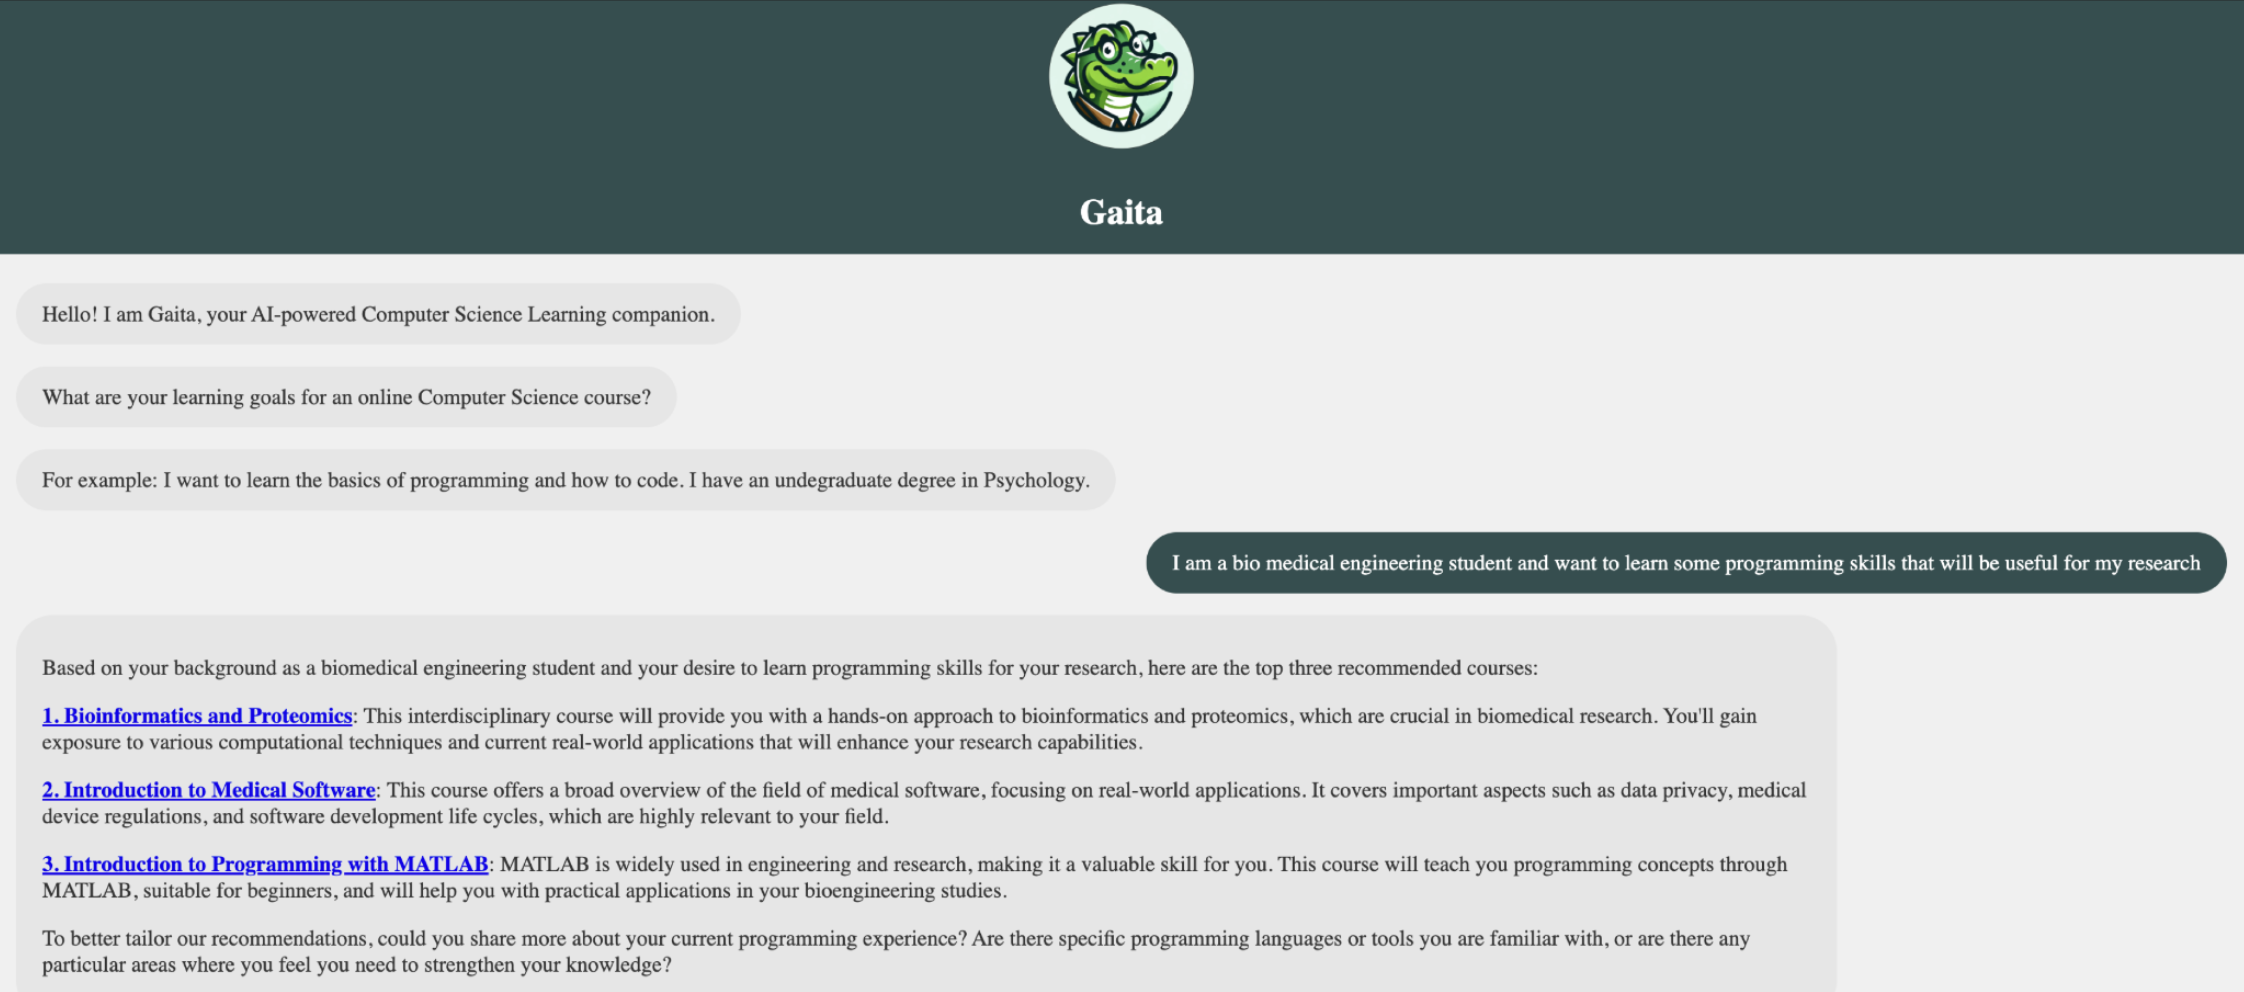 Gaita
Hello! I am Gaita, your AI-powered Computer Science Learning companion.
What are your learning goals for an online Computer Science course?
For example: I want to learn the basics of programming and how to code. I have an undegraduate degree in Psychology.
I am a bio medical engineering student and want to learn some programming skills that will be useful for my research
Based on your background as a biomedical engineering student and your desire to learn programming skills for your research, here are the top three recommended courses:
1. Bioinformatics and Proteomics: This interdisciplinary course will provide you with a hands-on approach to bioinformatics and proteomics, which are crucial in biomedical research. You'll gain
exposure to various computational techniques and current real-world applications that will enhance your research capabilities.
2. Introduction to Medical Software: This course offers a broad overview of the field of medical software, focusing on real-world applications. It covers important aspects such as data privacy, medical
device regulations, and software development life cycles, which are highly relevant to your field.
3. Introduction to Programming with MATLAB: MATLAB is widely used in engineering and research, making it a valuable skill for you. This course will teach you programming concepts through
MATLAB, suitable for beginners, and will help you with practical applications in your bioengineering studies.
To better tailor our recommendations, could you share more about your current programming experience? Are there specific programming languages or tools you are familiar with, or are there any
particular areas where you feel you need to strengthen your knowledge?